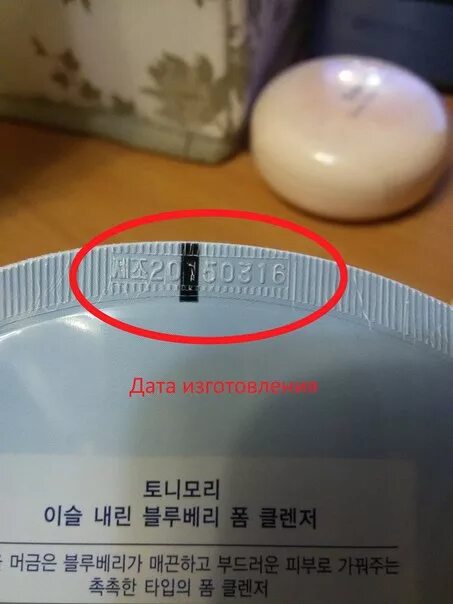 제조20150316
Дата изготовления
토니모리
이슬 내린 블루베리 폼 클렌저
머금은 블루베리가 매끈하고 부드러운 피부로 가꿔주는
촉촉한 타입의 폼 클렌저